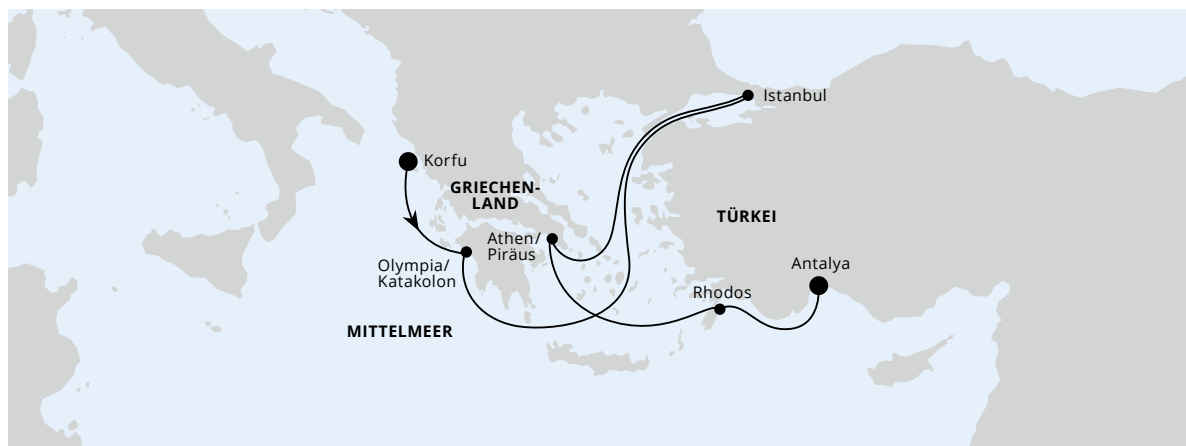 Istanbul
Korfu
GRIECHEN-
LAND
TÜRKEI
Athen/
Piräus
Olympia/
Katakolon
Antalya
Rhodos
MITTELMEER